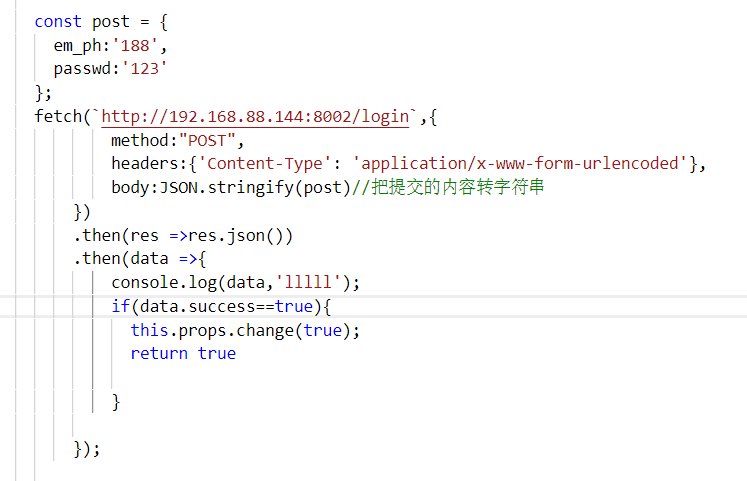 const post = {
em_ph:'188',
passwd:'123'
};
fetch(`http://192.168.88.144:8002/login`,{
method:"POST",
headers:{'Content-Type': 'application/x-www-form-urlencoded'},
body:JSON.stringify(post)//把提交的内容转字符串
})
.then(res =>res.json())
.then(data =>{
console.log(data,'lllll');
if(data.success==true){
this.props.change(true);
return true
}
});